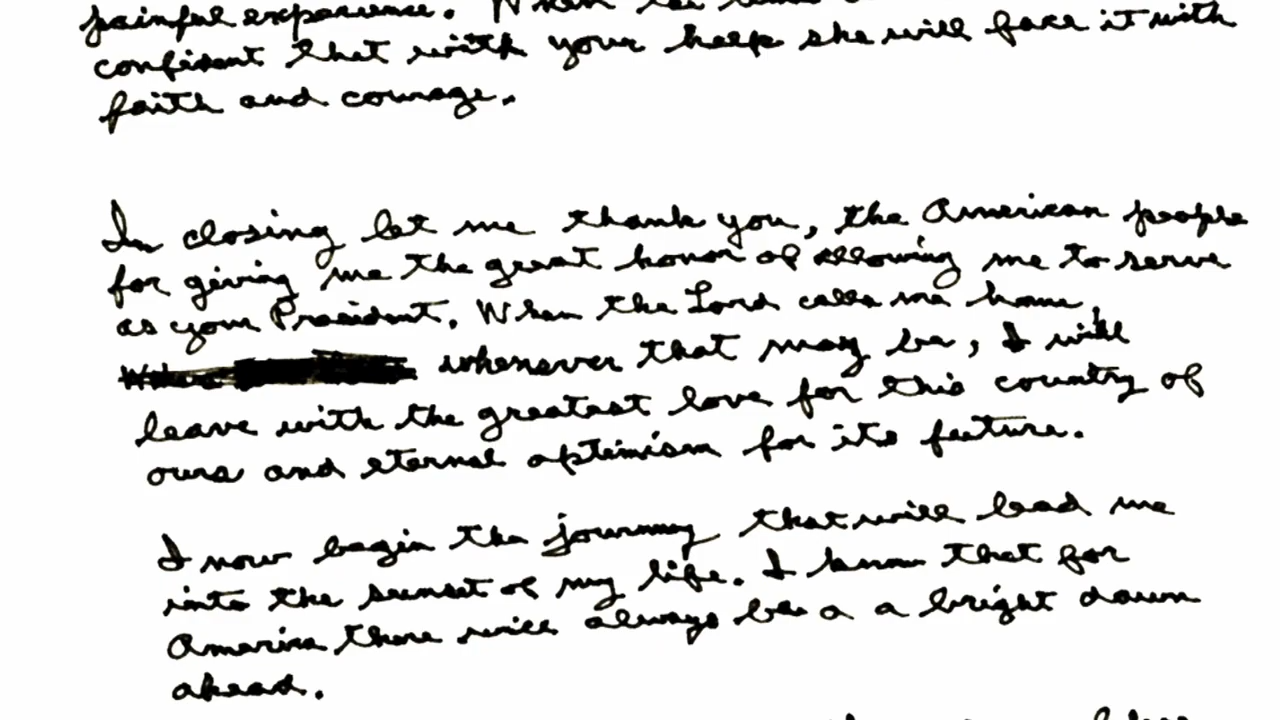 painful experience. When
confident that with your help she will face it with
faith and courage.
In closing let me thank you, the American people
for giving me the great honor of allowing me to serve
as your President. When the Lord calls me home,
whenever that may be, I will
leave with the greatest love for this country of
ours and eternal optimism for its future.
I now begin the journey that will lead me
into the sunset of my life. I know that for
America there will always be a a bright dawn
ahead.